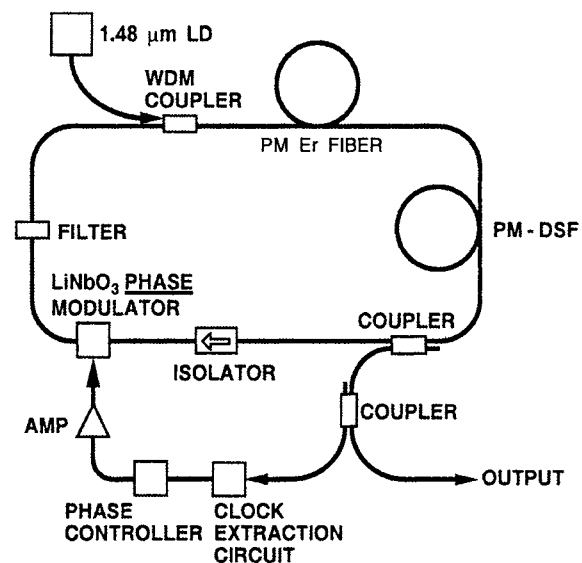 1.48 μm LD
WDM
COUPLER
PM Er FIBER
PM - DSF
FILTER
LiNbO₃ PHASE
MODULATOR
COUPLER
ISOLATOR
COUPLER
AMP
OUTPUT
PHASE
CONTROLLER
CLOCK
EXTRACTION
CIRCUIT